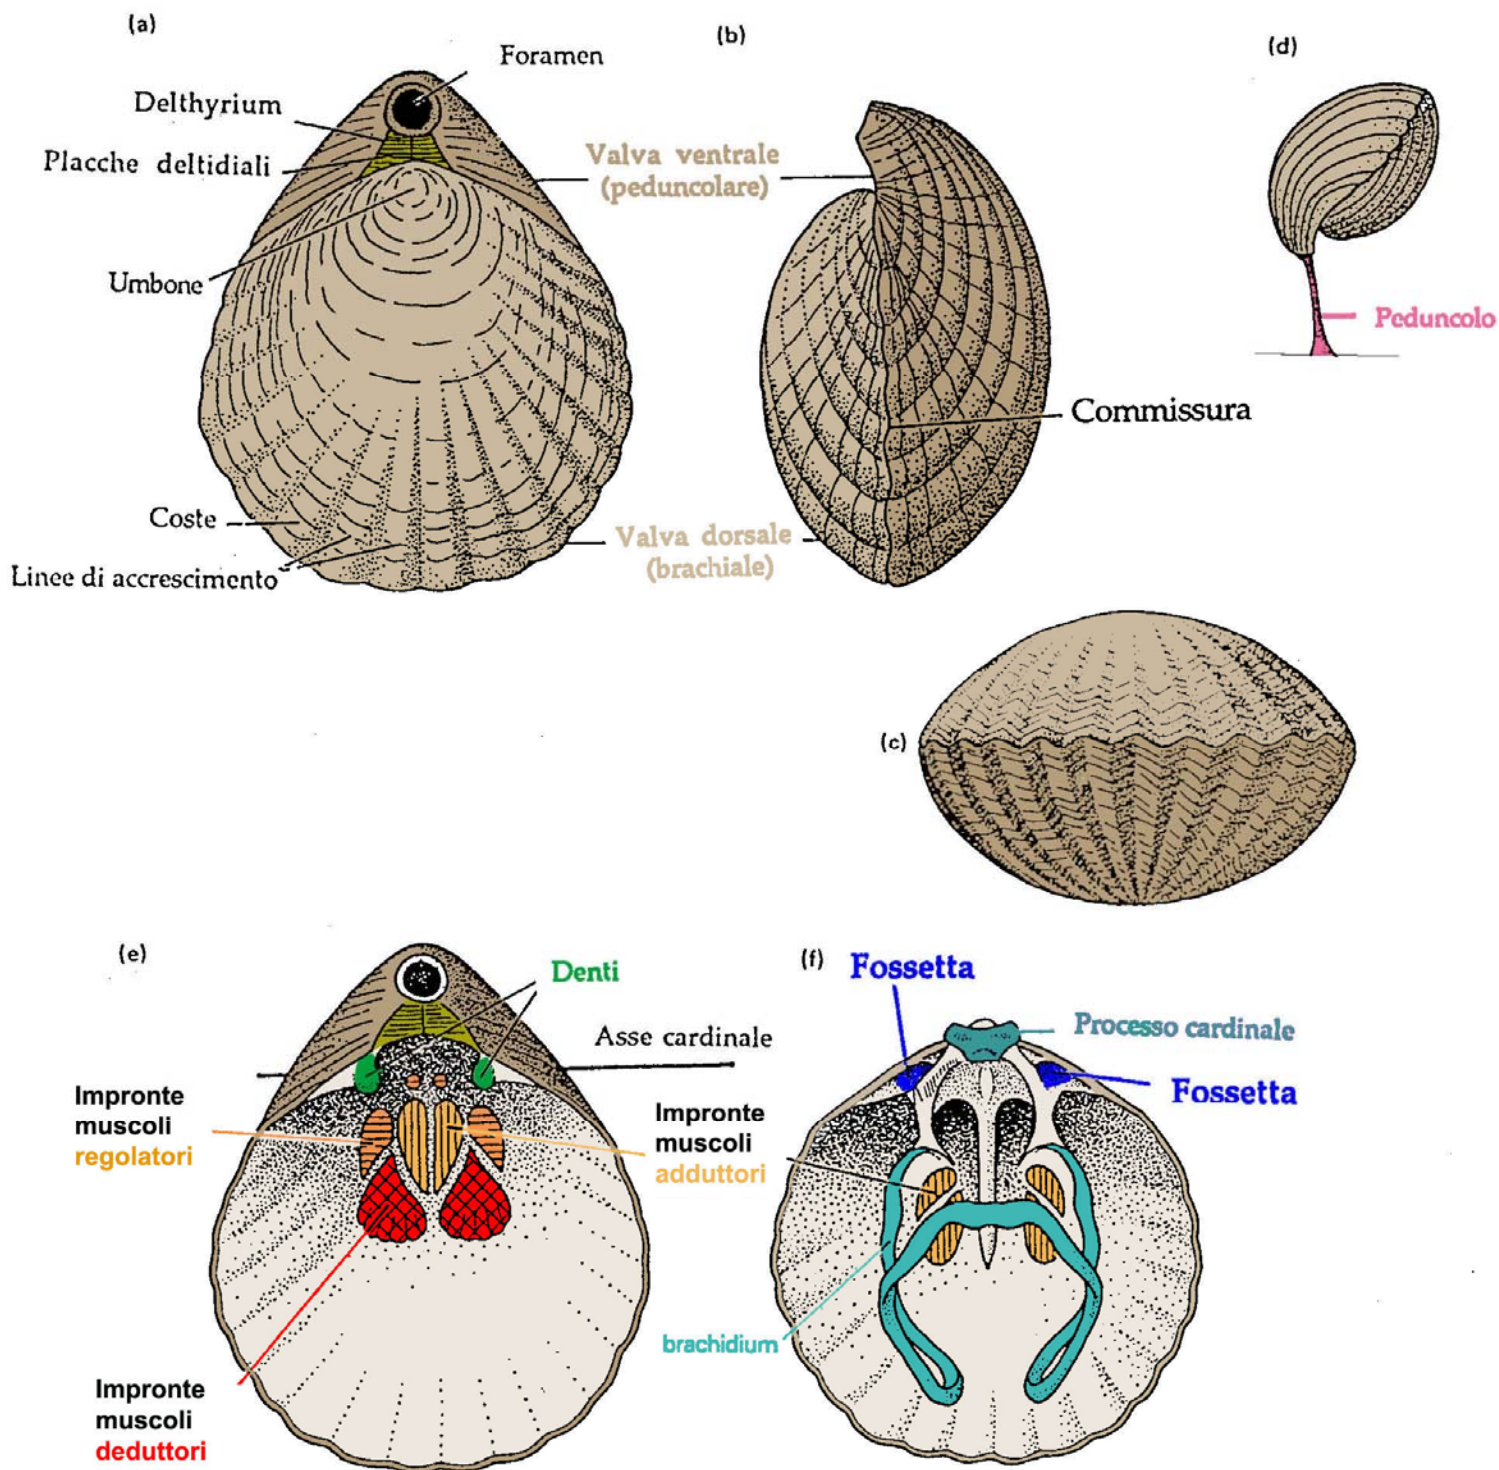 (a)
Foramen
Delthyrium
Placche deltidiali
Umbone
Coste
Linee di accrescimento
(b)
Valva ventrale
(peduncolare)
Commissura
Valva dorsale
(brachiale)
(d)
Peduncolo
(c)
(e)
Denti
Asse cardinale
Impronte
muscoli
regolatori
Impronte
muscoli
adduttori
Impronte
muscoli
deduttori
(f)
Fossetta
Processo cardinale
Fossetta
brachidium